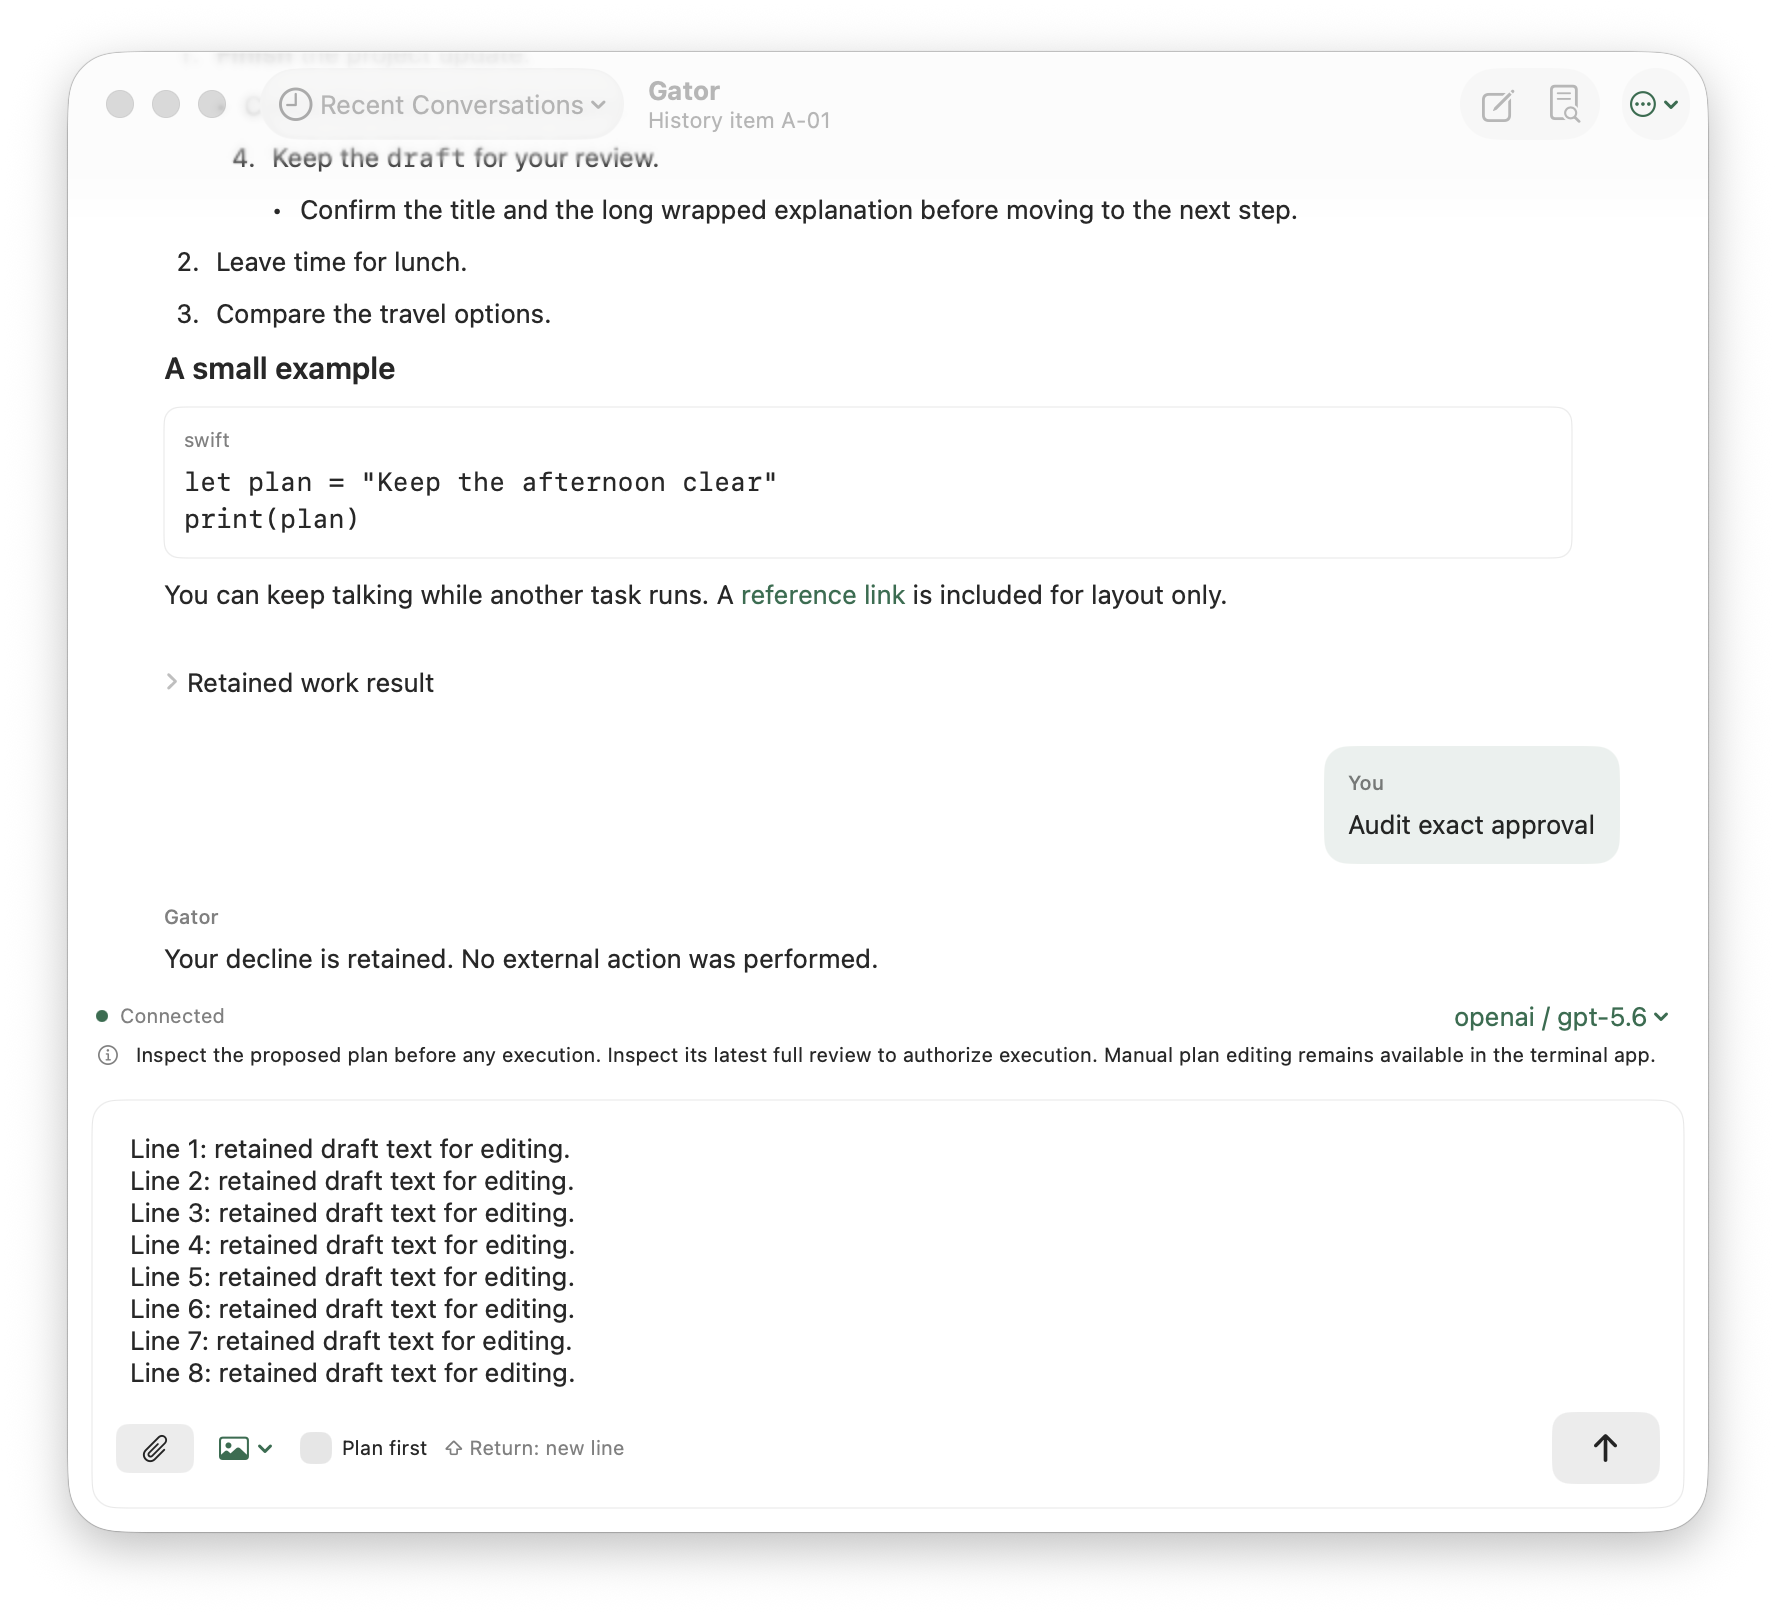 the project update.
Recent Conversations
Gator
History item A-01
4. Keep the draft for your review.
• Confirm the title and the long wrapped explanation before moving to the next step.
2. Leave time for lunch.
3. Compare the travel options.
A small example
swift
let plan = "Keep the afternoon clear"
print(plan)
You can keep talking while another task runs. A reference link is included for layout only.
Retained work result
You
Audit exact approval
Gator
Your decline is retained. No external action was performed.
Connected
openai / gpt-5.6
Inspect the proposed plan before any execution. Inspect its latest full review to authorize execution. Manual plan editing remains available in the terminal app.
Line 1: retained draft text for editing.
Line 2: retained draft text for editing.
Line 3: retained draft text for editing.
Line 4: retained draft text for editing.
Line 5: retained draft text for editing.
Line 6: retained draft text for editing.
Line 7: retained draft text for editing.
Line 8: retained draft text for editing.
Plan first
Return: new line